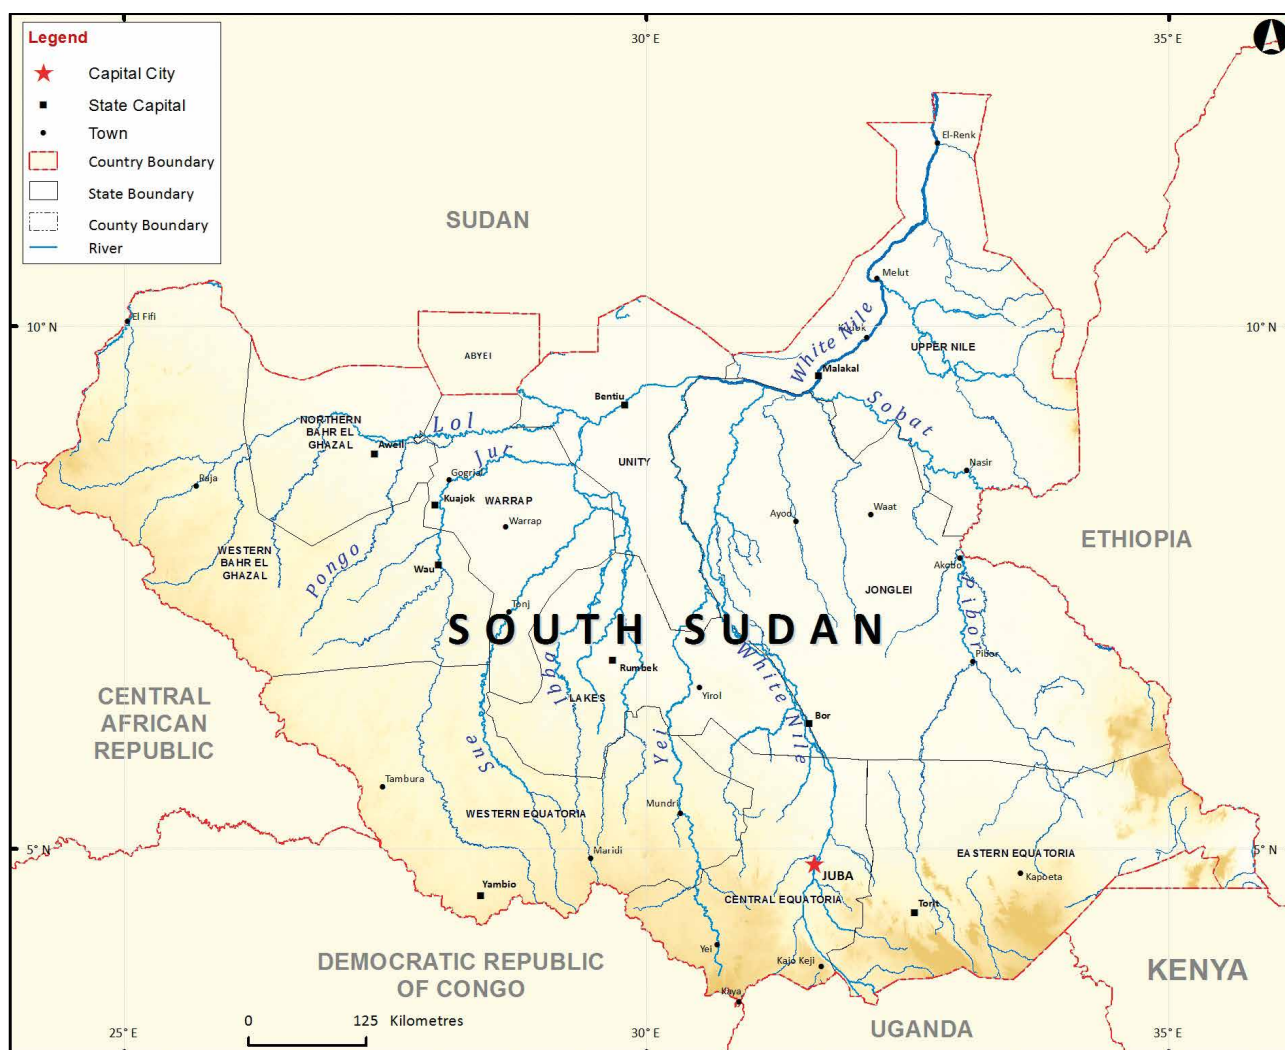 30° E
35° E
Legend
Capital City
State Capital
Town
Country Boundary
State Boundary
County Boundary
River
El-Renk
SUDAN
Melut
10° N
10° N
El Fifi
White Nile
UPPER NILE
ABYEI
Malakal
Bentiu
Sobat
NORTHERN
BAHR EL
GHAZAL
Lol
Aweil
Jur
UNITY
Nasir
Gogrial
Raja
Kuajok
WARRAP
Warrap
Ayod
Waat
ETHIOPIA
WESTERN
BAHR EL
GHAZAL
Pongo
Wau
Akobo
JONGLEI
Pibor
Tonj
SOUTH SUDAN
Rumbek
Ibba
Pibor
LAKES
White Nile
Yirol
CENTRAL
AFRICAN
REPUBLIC
Bor
Sue
Yei
Tambura
WESTERN EQUATORIA
Mundri
5° N
5° N
Maridi
EASTERN EQUATORIA
JUBA
Kapoeta
Yambio
CENTRAL EQUATORIA
Torit
Yei
Kajo Keji
DEMOCRATIC REPUBLIC
OF CONGO
KENYA
Kaya
0 125 Kilometres
25° E
30° E
UGANDA
35° E